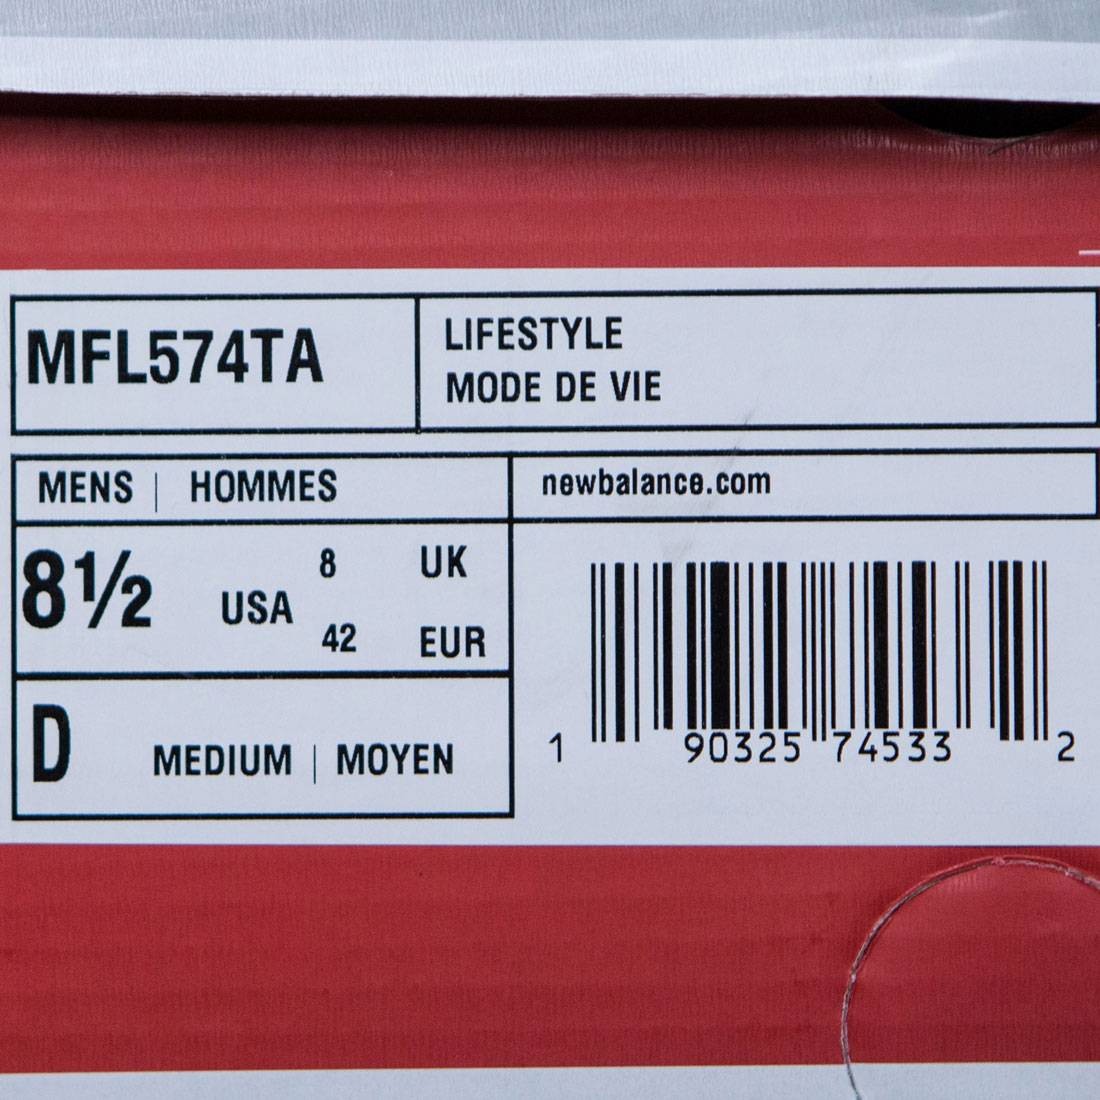 MFL574TA
LIFESTYLE
MODE DE VIE
MENS | HOMMES
newbalance.com
8½ USA
8 UK
42 EUR
D MEDIUM | MOYEN
1 90325 74533 2